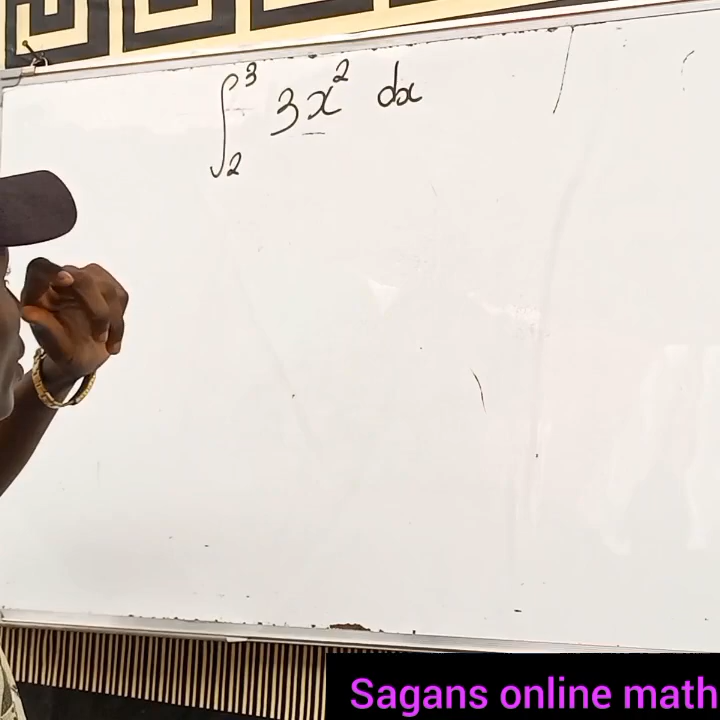 ∫₂³ 3x² dx
Sagans online math